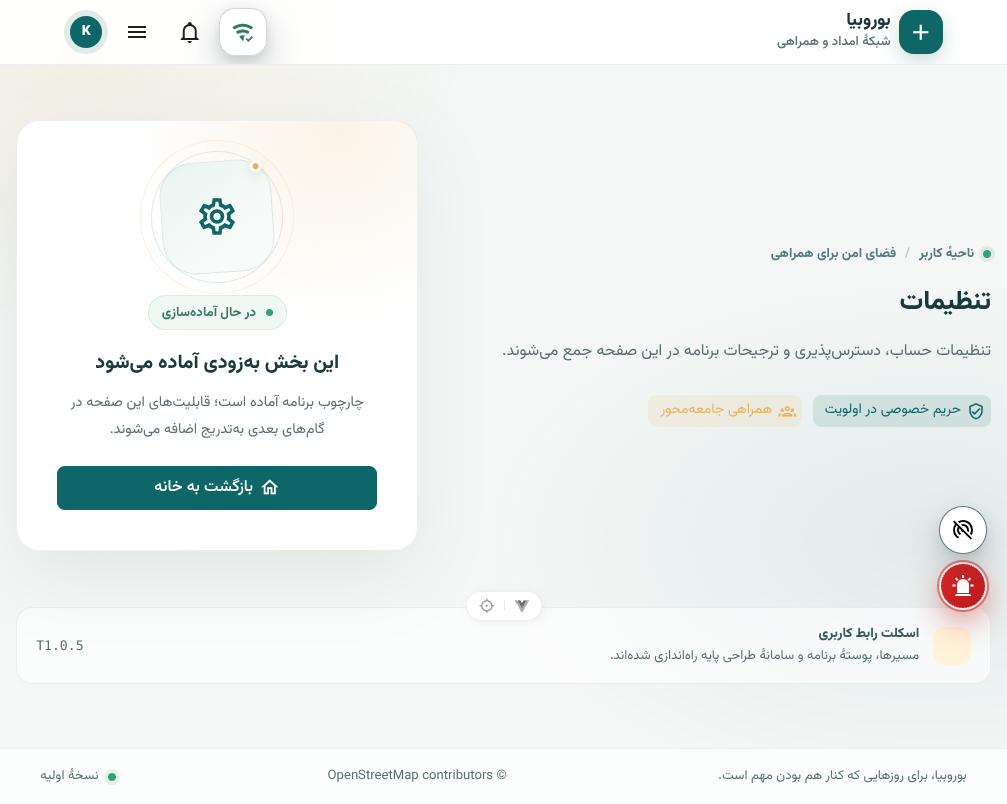 بوروبیا
شبکهٔ امداد و همراهی
K
ناحیهٔ کاربر / فضای امن برای همراهی
تنظیمات
تنظیمات حساب، دسترس‌پذیری و ترجیحات برنامه در این صفحه جمع می‌شوند.
حریم خصوصی در اولویت
همراهی جامعه‌محور
در حال آماده‌سازی
این بخش به‌زودی آماده می‌شود
چارچوب برنامه آماده است؛ قابلیت‌های این صفحه در
گام‌های بعدی به‌تدریج اضافه می‌شوند.
بازگشت به خانه
اسکلت رابط کاربری
مسیرها، پوستهٔ برنامه و سامانهٔ طراحی پایه راه‌اندازی شده‌اند.
T1.0.5
بوروبیا، برای روزهایی که کنار هم بودن مهم است.
© OpenStreetMap contributors
نسخهٔ اولیه